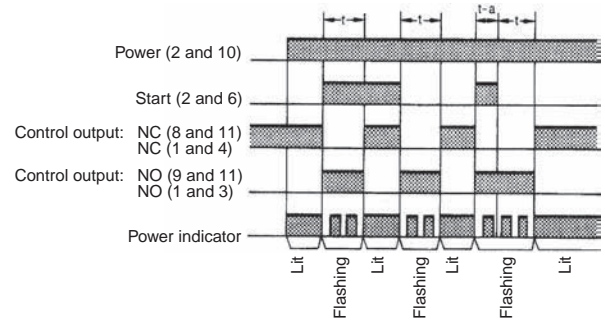 t t t-a t
Power (2 and 10)
Start (2 and 6)
Control output: NC (8 and 11)
NC (1 and 4)
Control output: NO (9 and 11)
NO (1 and 3)
Power indicator
Lit Flashing Lit Flashing Lit Flashing Lit